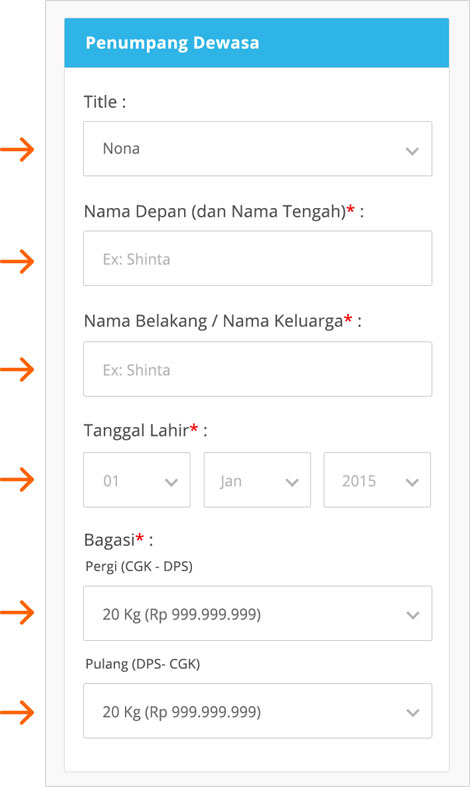 Penumpang Dewasa
Title :
Nona
Nama Depan (dan Nama Tengah)* :
Ex: Shinta
Nama Belakang / Nama Keluarga* :
Ex: Shinta
Tanggal Lahir* :
01 Jan 2015
Bagasi* :
Pergi (CGK - DPS)
20 Kg (Rp 999.999.999)
Pulang (DPS- CGK)
20 Kg (Rp 999.999.999)